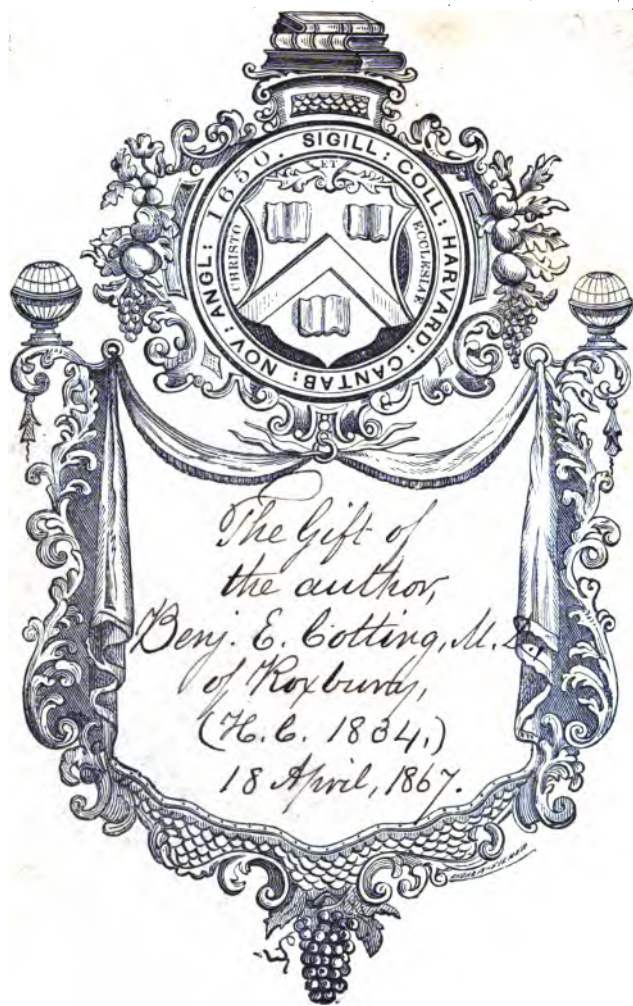 SIGILL: COLL: HARVARD: CANTAB: NOV: ANGL: 1650.
ET
CHRISTO
ECCLESIAE
The Gift of
the author,
Benj. E. Cotting, M.D.
of Roxbury,
(H.C. 1834,)
18 April, 1867.